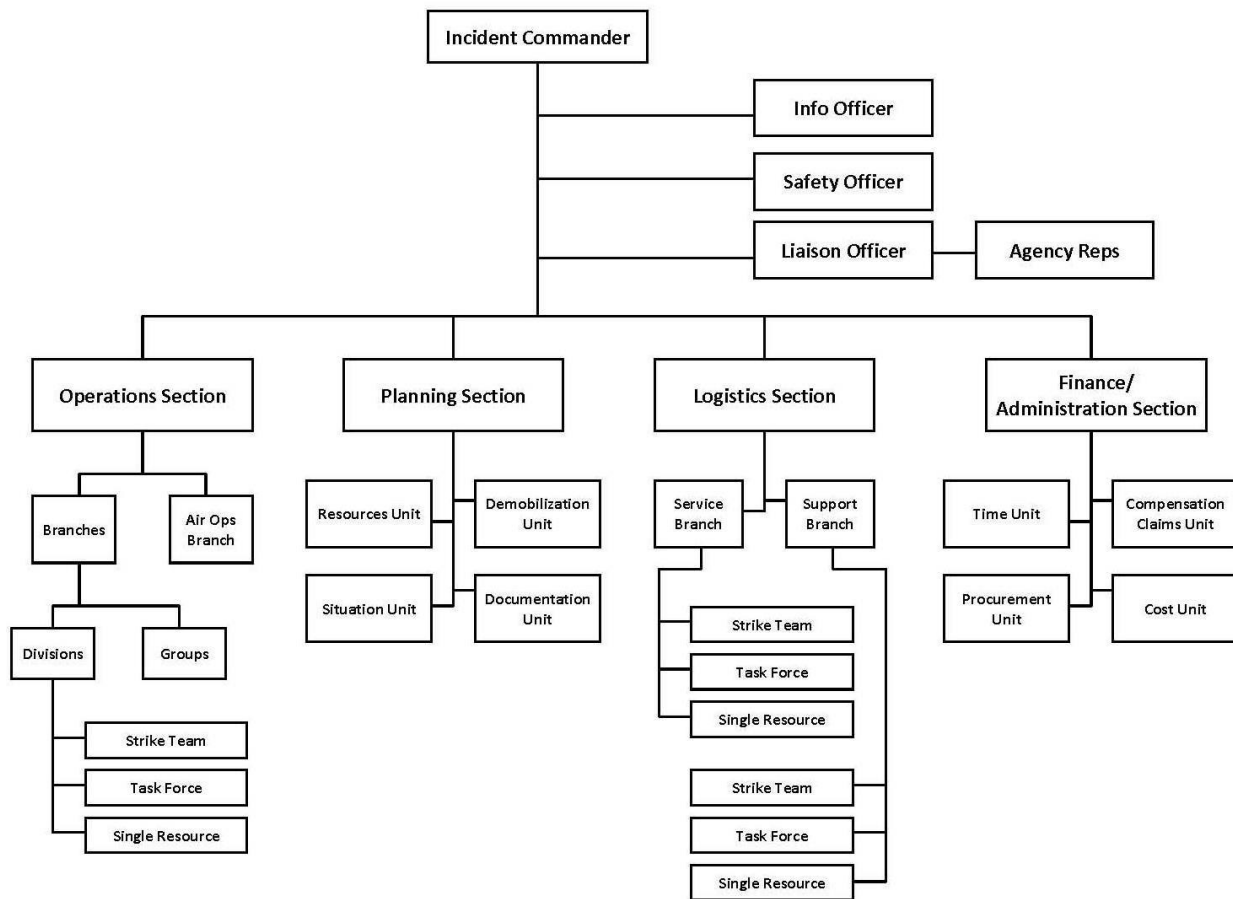 Incident Commander
Info Officer
Safety Officer
Liaison Officer
Agency Reps
Operations Section
Planning Section
Logistics Section
Finance/
Administration Section
Branches
Air Ops
Branch
Resources Unit
Demobilization
Unit
Service
Branch
Support
Branch
Time Unit
Compensation
Claims Unit
Situation Unit
Documentation
Unit
Procurement
Unit
Cost Unit
Divisions
Groups
Strike Team
Task Force
Single Resource
Strike Team
Task Force
Single Resource
Strike Team
Task Force
Single Resource